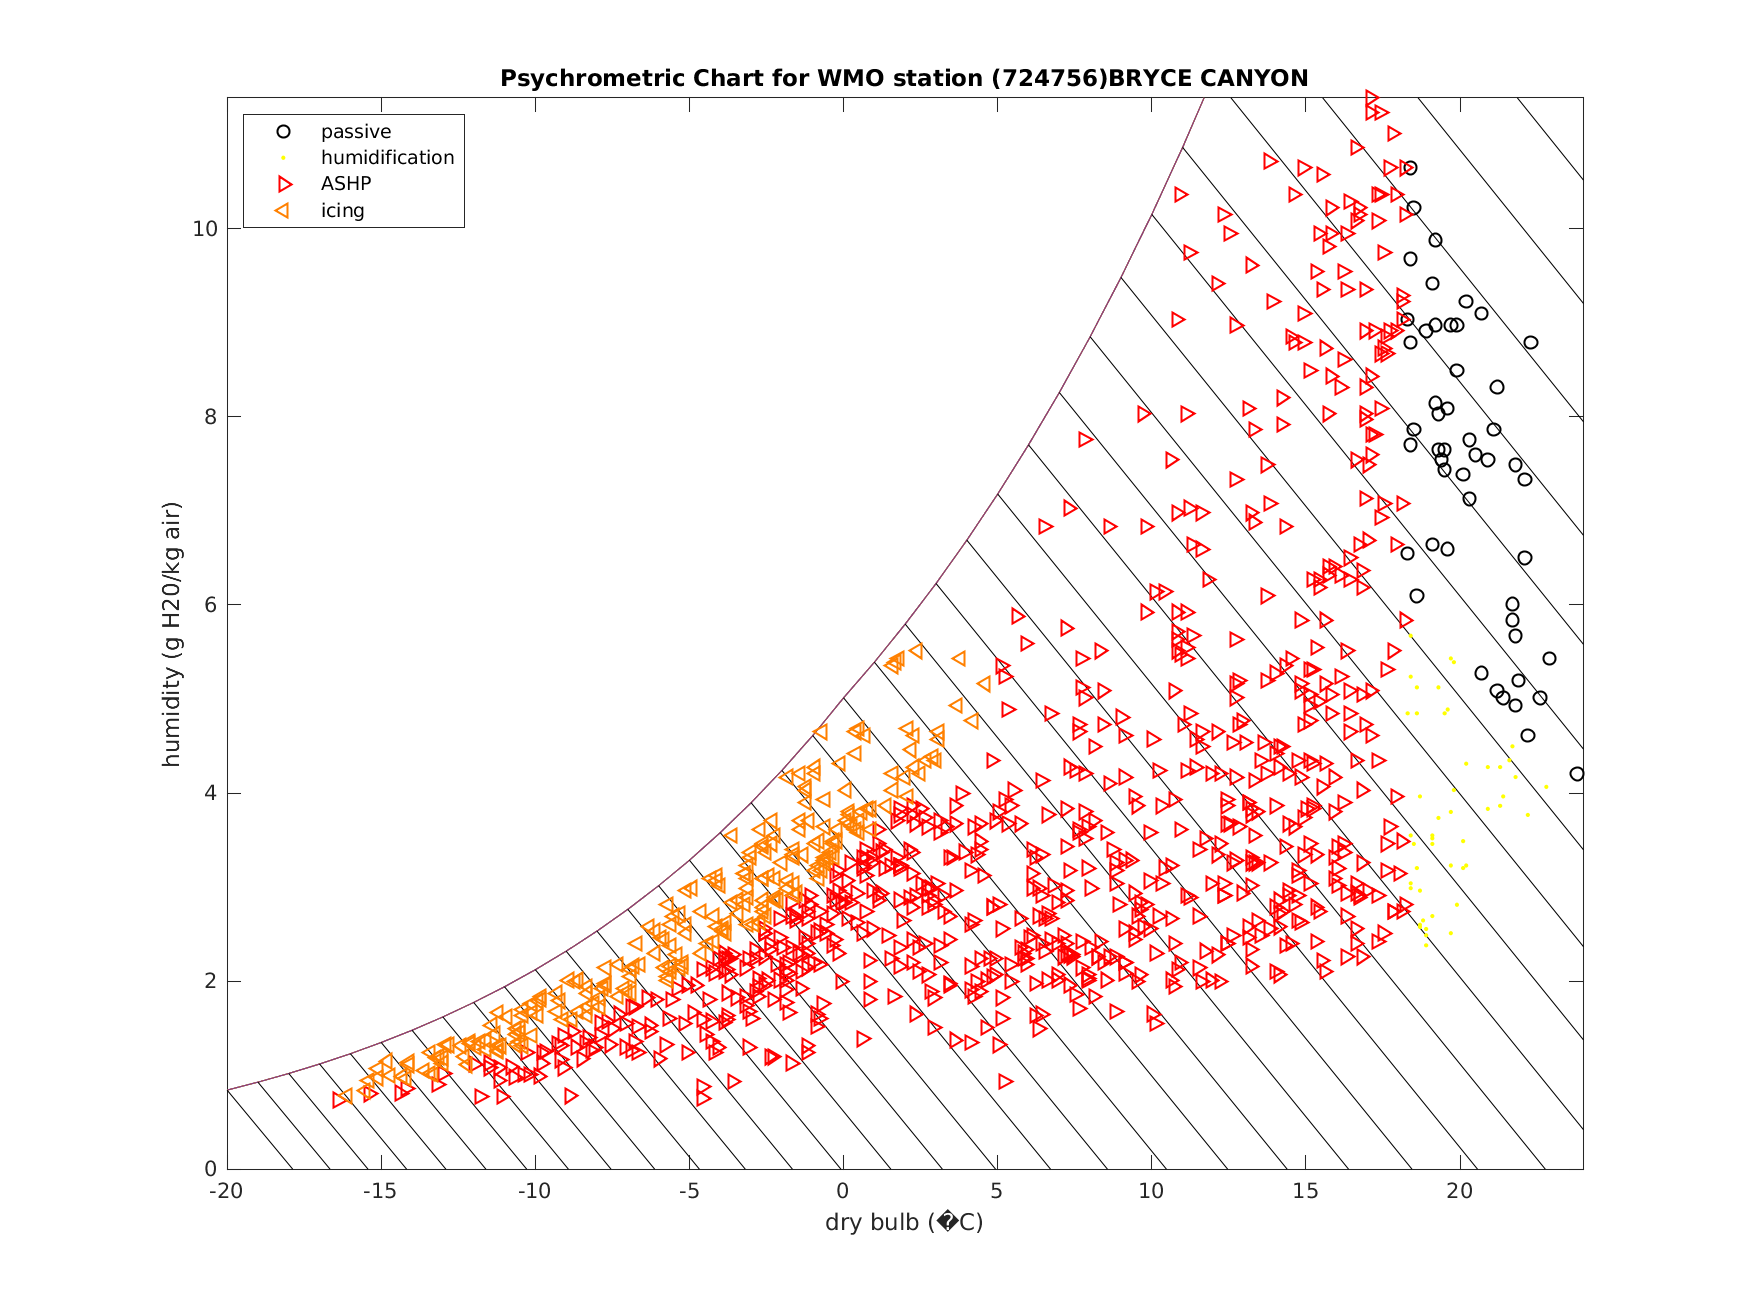 Psychrometric Chart for WMO station (724756)BRYCE CANYON
passive
humidification
ASHP
icing
10
8
6
4
2
0
humidity (g H20/kg air)
-20 -15 -10 -5 0 5 10 15 20
dry bulb (�C)